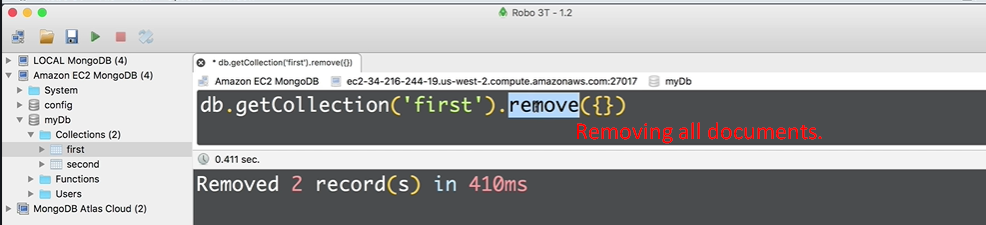 Robo 3T - 1.2
LOCAL MongoDB (4)
Amazon EC2 MongoDB (4)
System
config
myDb
Collections (2)
first
second
Functions
Users
MongoDB Atlas Cloud (2)
* db.getCollection('first').remove({})
Amazon EC2 MongoDB ec2-34-216-244-19.us-west-2.compute.amazonaws.com:27017 myDb
db.getCollection('first').remove({})
Removing all documents.
0.411 sec.
Removed 2 record(s) in 410ms